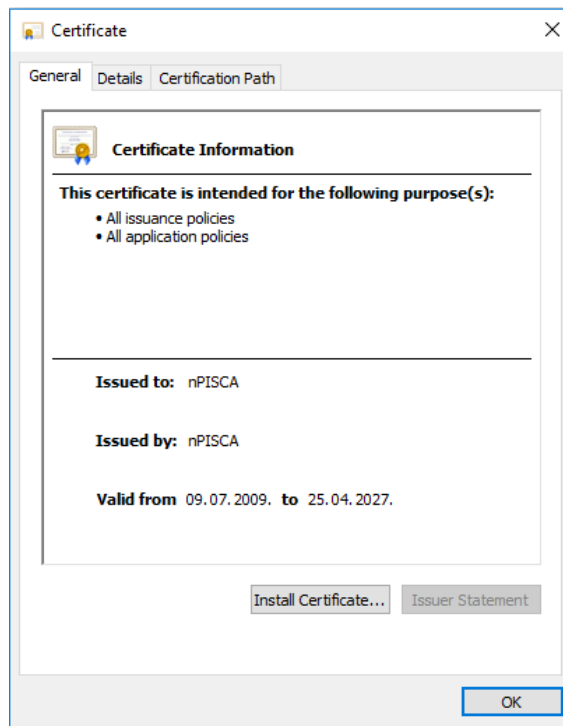 Certificate
General Details Certification Path
Certificate Information
This certificate is intended for the following purpose(s):
• All issuance policies
• All application policies
Issued to: nPISCA
Issued by: nPISCA
Valid from 09.07.2009. to 25.04.2027.
Install Certificate... Issuer Statement
OK